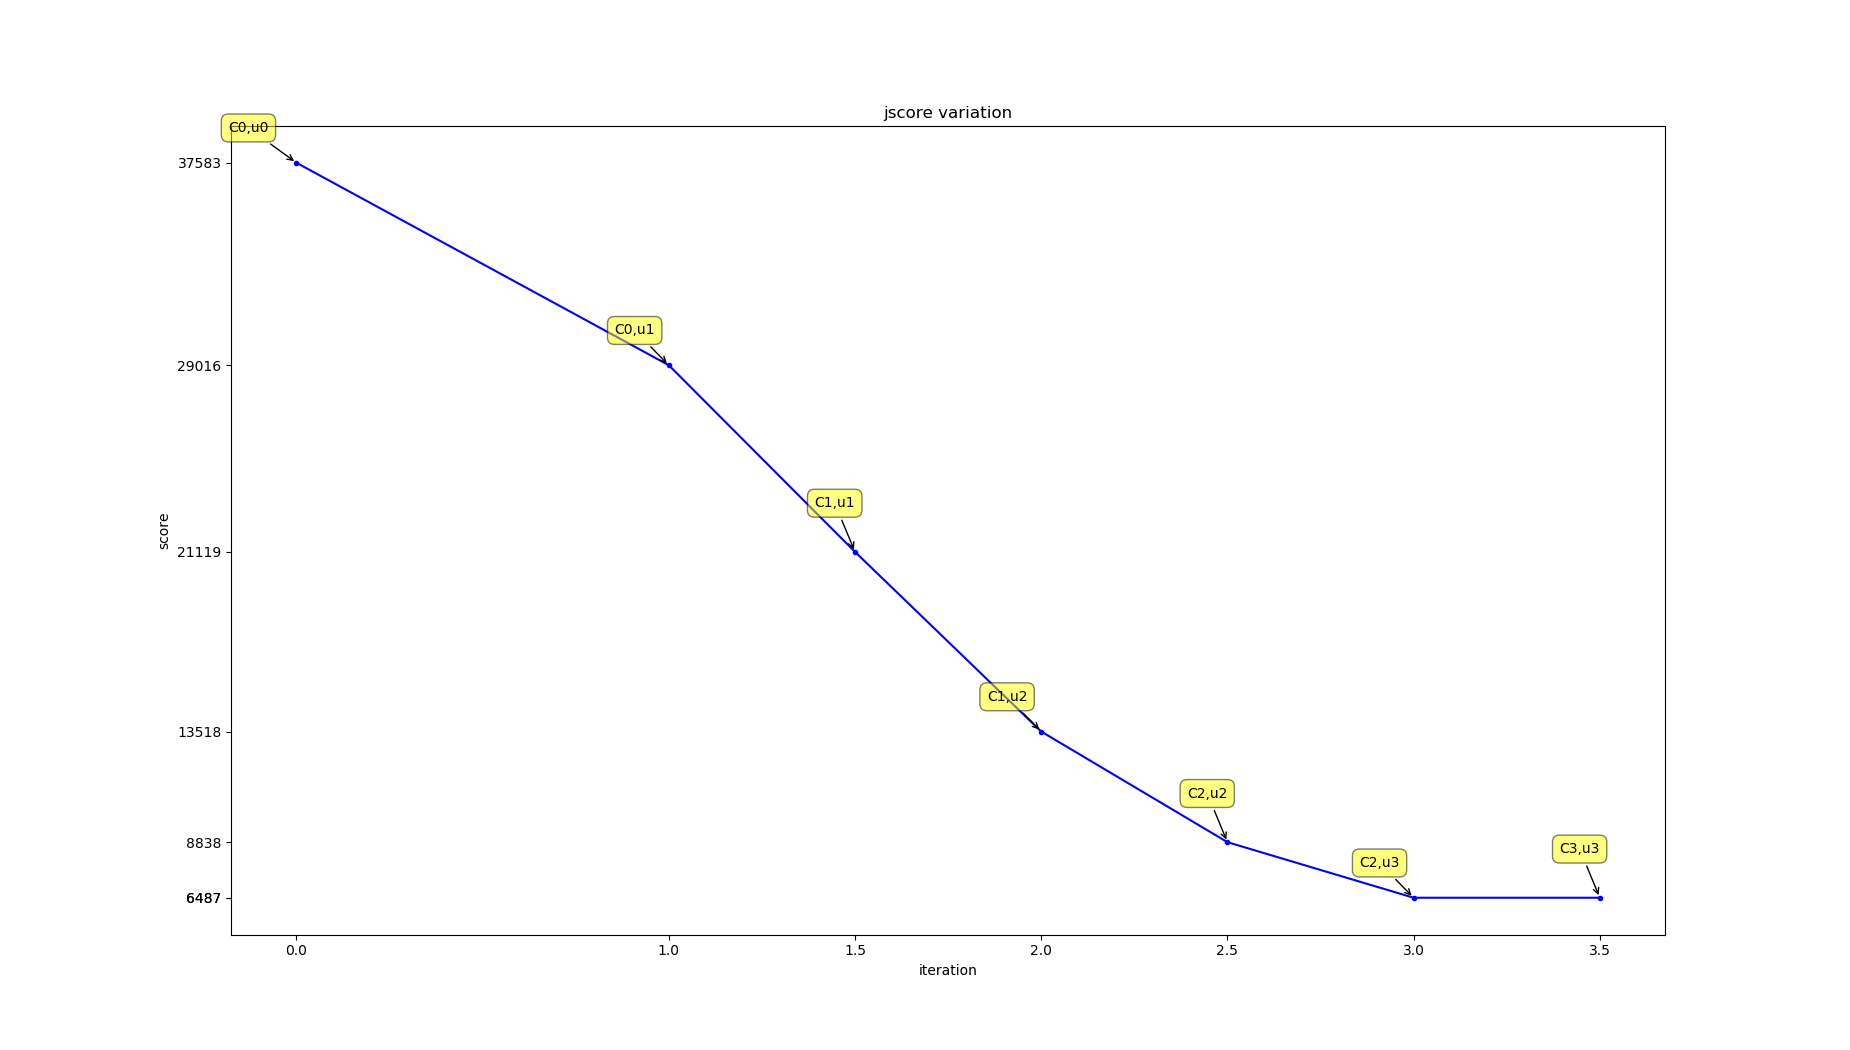 jscore variation
C0,u0
37583
C0,u1
29016
C1,u1
score
21119
C1,u2
13518
C2,u2
8838
C2,u3
C3,u3
6487
0.0 1.0 1.5 2.0 2.5 3.0 3.5
iteration